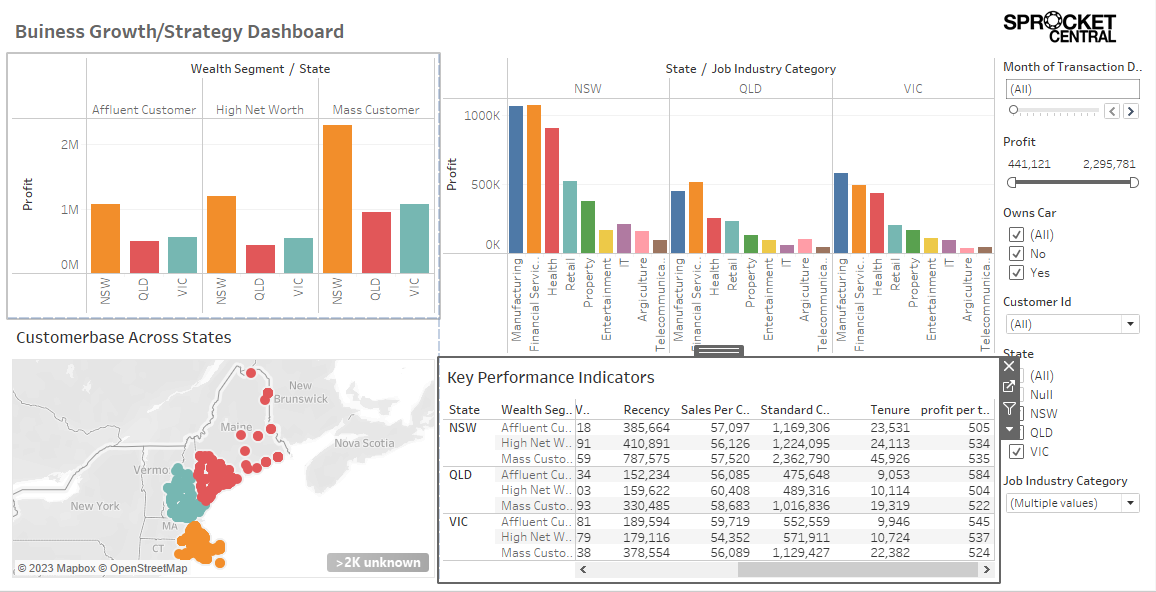 Buiness Growth/Strategy Dashboard
SPROCKET
CENTRAL
Wealth Segment / State
Affluent Customer High Net Worth Mass Customer
Profit
2M
1M
0M
NSW QLD VIC NSW QLD VIC NSW QLD VIC
State / Job Industry Category
NSW QLD VIC
Profit
1000K
500K
0K
Manufacturing Financial Servic.. Health Retail Property Entertainment IT Argiculture Telecommunica..
Manufacturing Financial Servic.. Health Retail Property Entertainment IT Argiculture Telecommunica..
Manufacturing Financial Servic.. Health Retail Property Entertainment IT Argiculture Telecommunica..
Month of Transaction D..
(All)
Profit
441,121 2,295,781
Owns Car
(All)
No
Yes
Customer Id
(All)
State
(All)
Null
NSW
QLD
VIC
Job Industry Category
(Multiple values)
Customerbase Across States
New
Brunswick
Maine
Nova Scotia
Vermo
New York
MA
CT
© 2023 Mapbox © OpenStreetMap
>2K unknown
Key Performance Indicators
State Wealth Seg.. V.. Recency Sales Per C.. Standard C.. Tenure profit per t..
NSW Affluent Cu.. 18 385,664 57,097 1,169,306 23,531 505
High Net W.. 91 410,891 56,126 1,224,095 24,113 534
Mass Custo.. 59 787,575 57,520 2,362,790 45,926 535
QLD Affluent Cu.. 34 152,234 56,085 475,648 9,053 584
High Net W.. 03 159,622 60,408 489,316 10,114 504
Mass Custo.. 93 330,485 58,683 1,016,836 19,319 522
VIC Affluent Cu.. 81 189,594 59,719 552,559 9,946 545
High Net W.. 79 179,116 54,352 571,911 10,724 537
Mass Custo.. 38 378,554 56,089 1,129,427 22,382 524